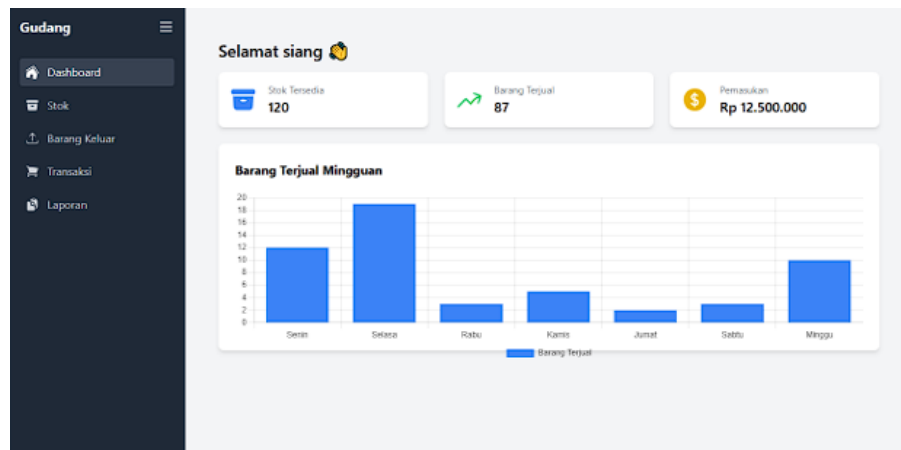 Gudang
Dashboard
Stok
Barang Keluar
Transaksi
Laporan
Selamat siang
Stok Tersedia
120
Barang Terjual
87
Pemasukan
Rp 12.500.000
Barang Terjual Mingguan
20
18
16
14
12
10
8
6
4
2
0
Senin Selasa Rabu Kamis Jumat Sabtu Minggu
Barang Terjual